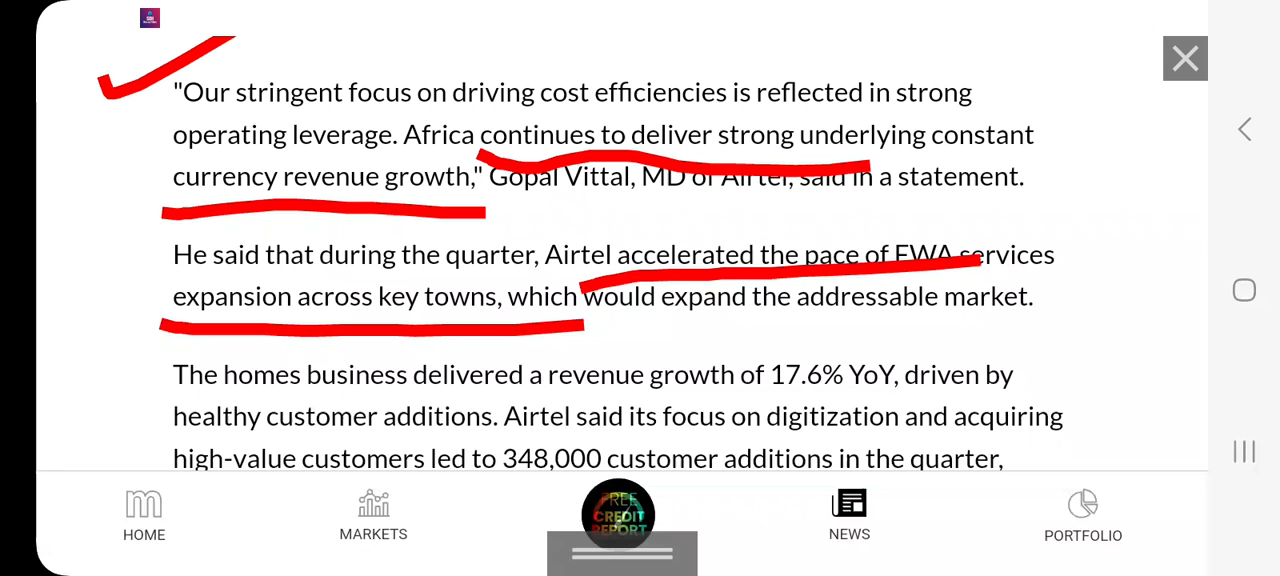 "Our stringent focus on driving cost efficiencies is reflected in strong
operating leverage. Africa continues to deliver strong underlying constant
currency revenue growth," Gopal Vittal, MD of Airtel, said in a statement.
He said that during the quarter, Airtel accelerated the pace of FWA services
expansion across key towns, which would expand the addressable market.
The homes business delivered a revenue growth of 17.6% YoY, driven by
healthy customer additions. Airtel said its focus on digitization and acquiring
high-value customers led to 348,000 customer additions in the quarter,
HOME
MARKETS
FREE
CREDIT
REPORT
NEWS
PORTFOLIO